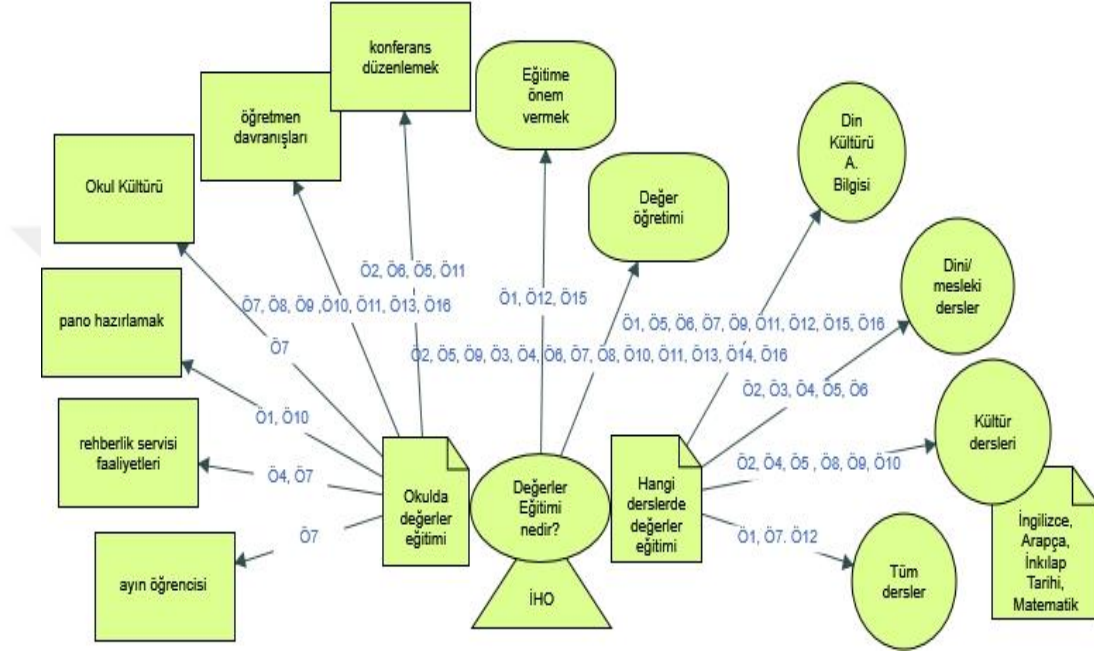 konferans
düzenlemek
Eğitime
önem
vermek
öğretmen
davranışları
Din
Kültürü
A.
Bilgisi
Okul Kültürü
Değer
öğretimi
Dini/
mesleki
dersler
Ö2, Ö6, Ö5, Ö11
Ö7, Ö8, Ö9 ,Ö10, Ö11, Ö13, Ö16
Ö1, Ö12, Ö15
pano hazırlamak
Ö1, Ö5, Ö6, Ö7, Ö9, Ö11, Ö12, Ö15, Ö16
Ö7
Ö2, Ö5, Ö9, Ö3, Ö4, Ö6, Ö7, Ö8, Ö10, Ö11, Ö13, Ö14, Ö16
Ö2, Ö3, Ö4, Ö5, Ö6
Ö1, Ö10
Kültür
dersleri
rehberlik servisi
faaliyetleri
Ö4, Ö7
Ö2, Ö4, Ö5 , Ö8, Ö9, Ö10
Okulda
değerler
eğitimi
Değerler
Eğitimi
nedir?
Hangi
derslerde
değerler
eğitimi
Ö7
Ö1, Ö7. Ö12
İngilizce,
Arapça,
İnkılap
Tarihi,
Matematik
ayın öğrencisi
İHO
Tüm
dersler